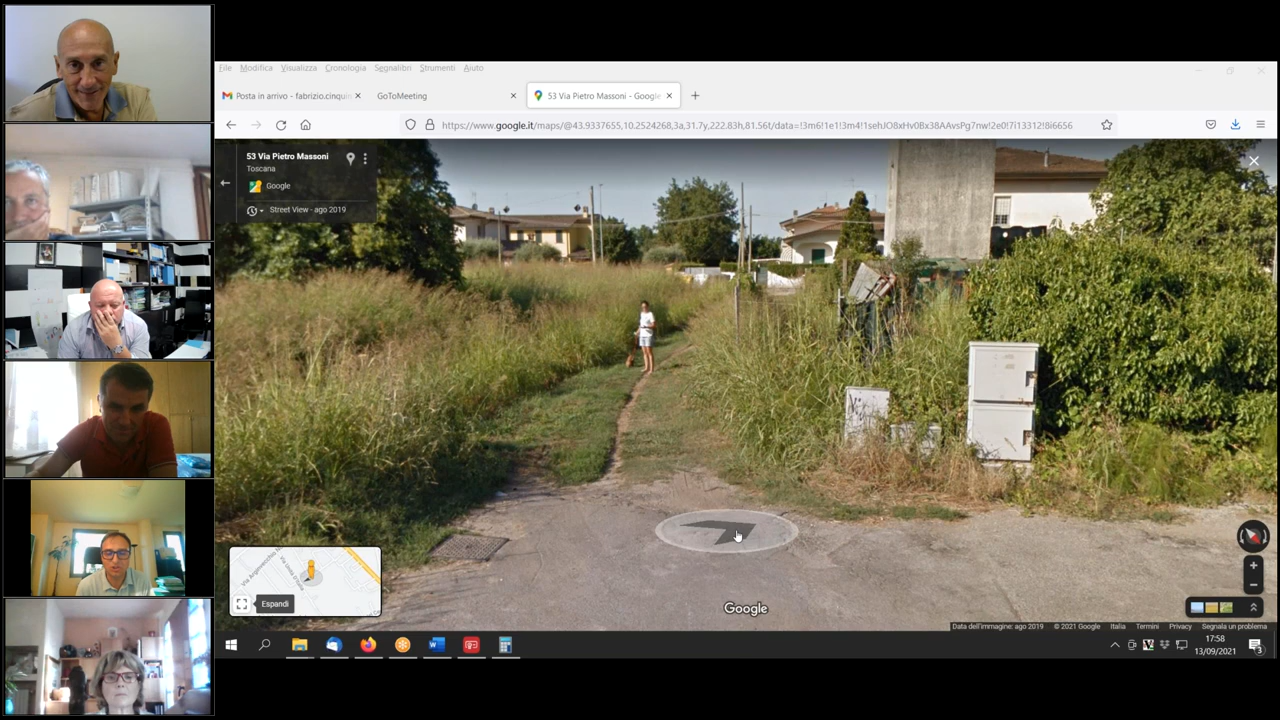 File Modifica Visualizza Cronologia Segnalibri Strumenti Aiuto
Posta in arrivo - fabrizio.cinquin
GoToMeeting
53 Via Pietro Massoni - Google
https://www.google.it/maps/@43.9937655,10.2524268,3a,31.7y,222.83h,81.56t/data=!3m6!1e1!3m4!1sehJO8xHv0Bx38AAvsPg7nw!2e0!7i13312!8i6656
53 Via Pietro Massoni
Toscana
Google
Street View - ago 2019
Espandi
Google
Data dell'immagine: ago 2019 © 2021 Google Italia Termini Privacy Segnala un problema
17:58
13/09/2021
3